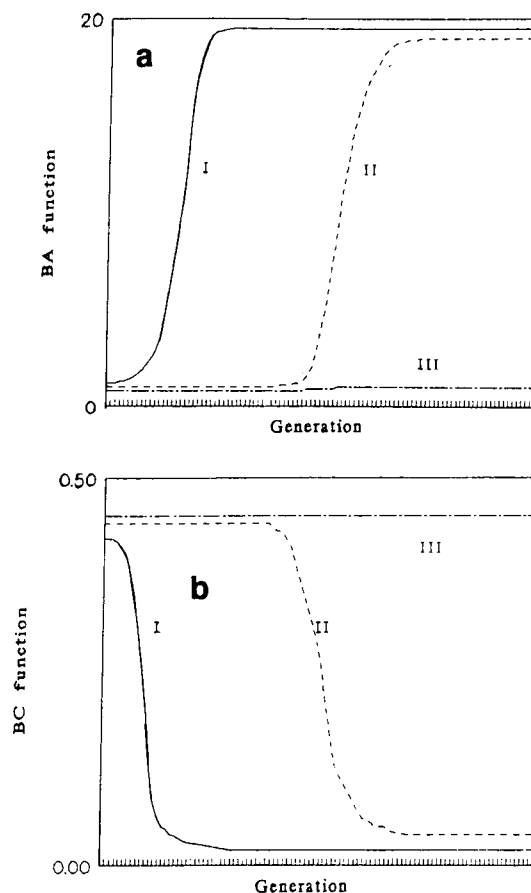 20
a
BA function
I
II
III
0
Generation
0.50
BC function
b
I
II
III
0.00
Generation